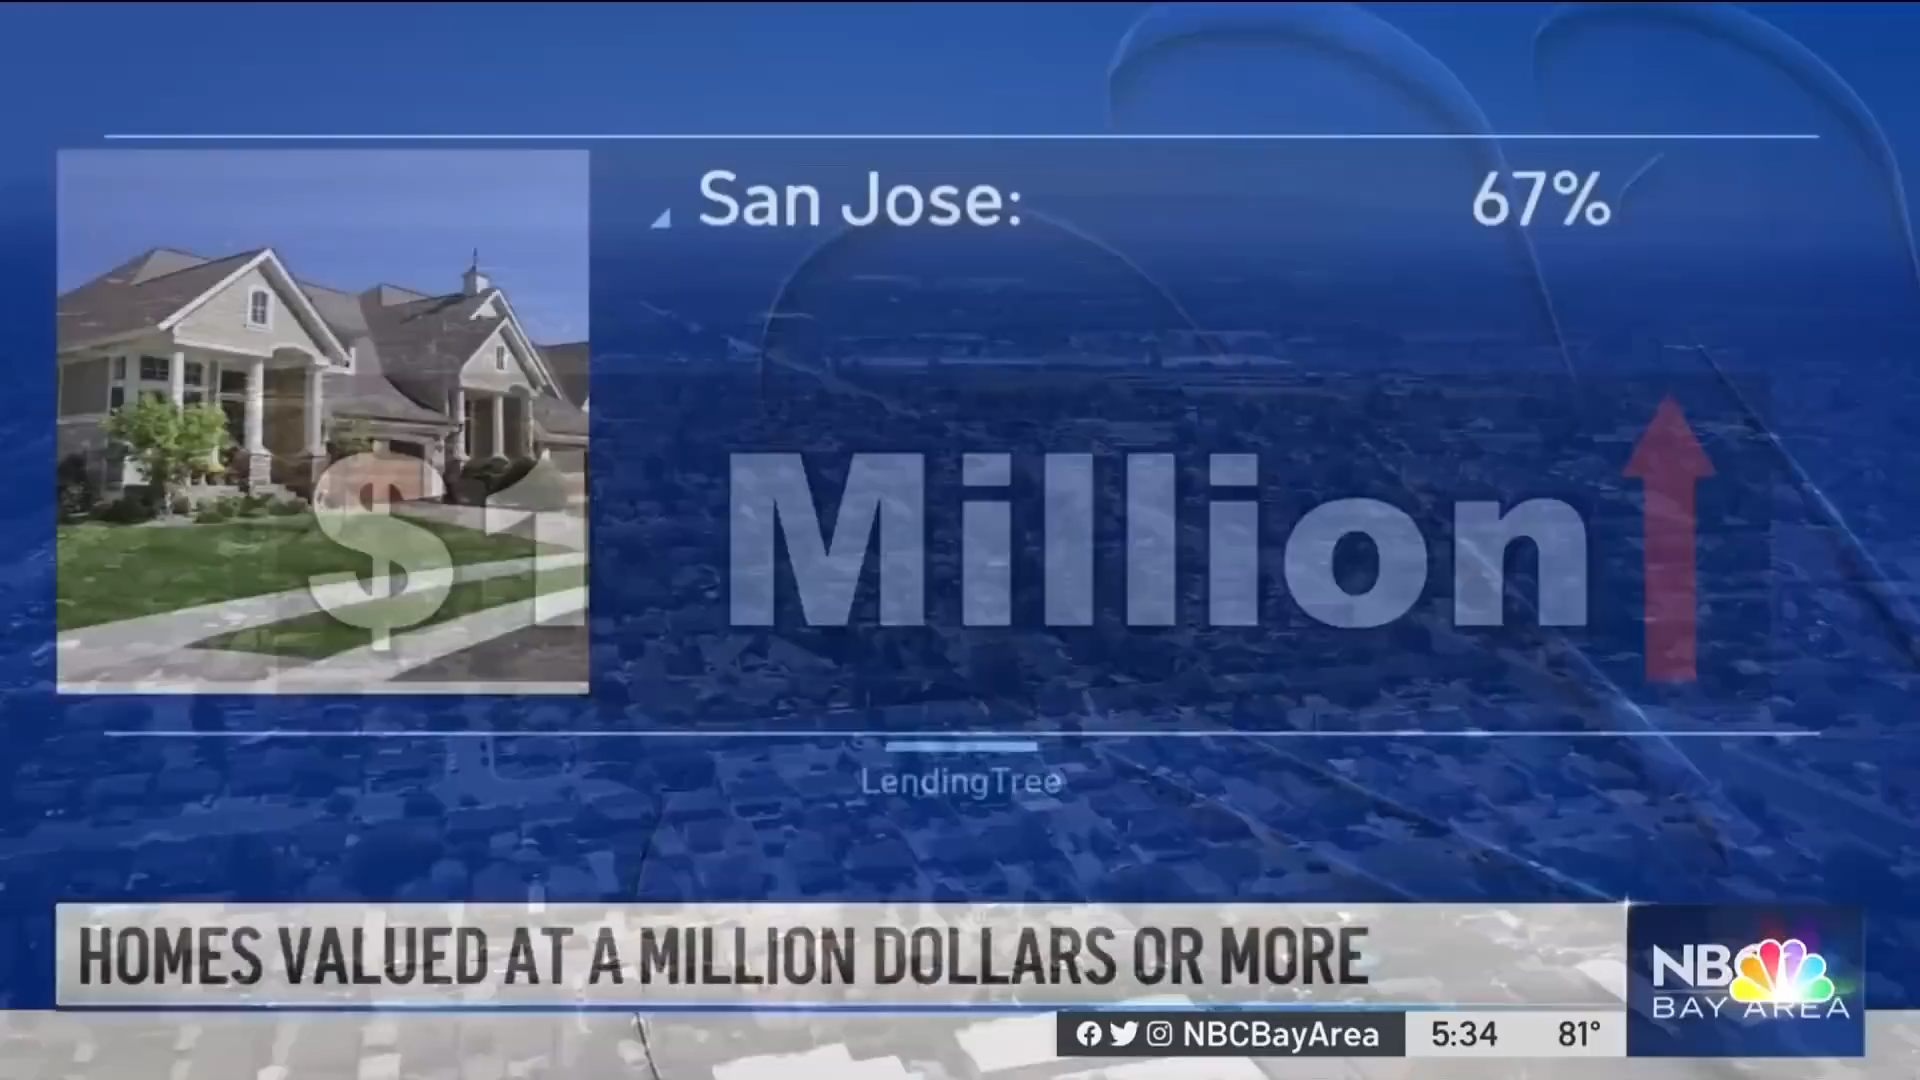 San Jose: 67%
$1 Million
LendingTree
HOMES VALUED AT A MILLION DOLLARS OR MORE
NBC
BAY AREA
NBCBayArea 5:34 81°